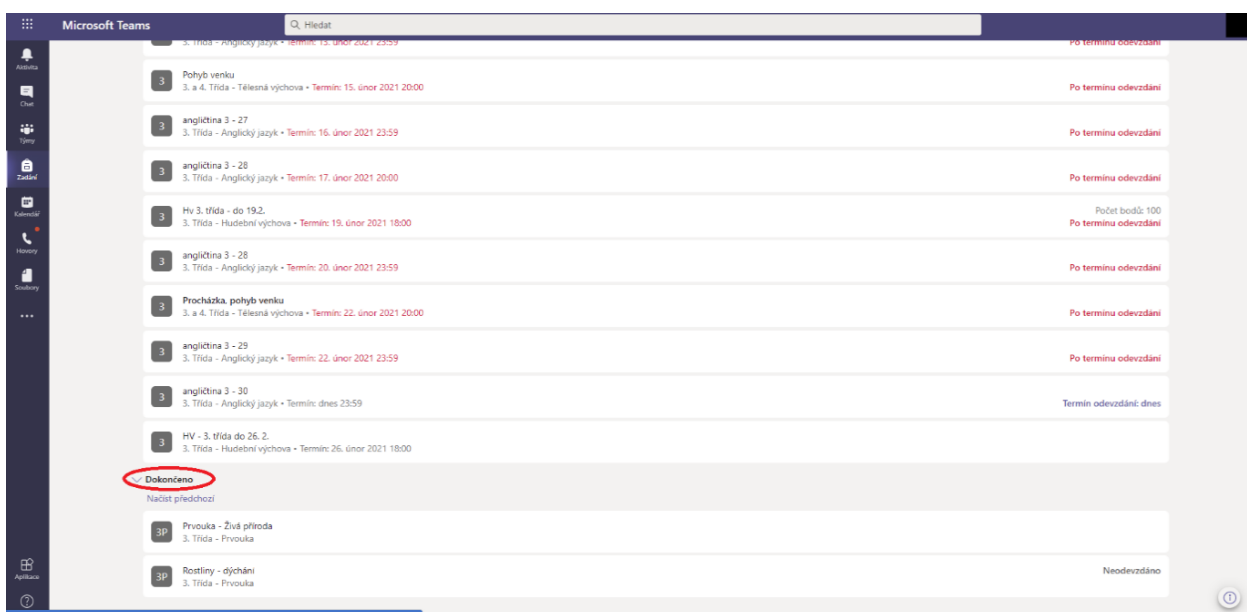 Microsoft Teams
Hledat
Aktivita
Chat
Týmy
Zadání
Kalendář
Hovory
Soubory
Aplikace
3. Třída - Anglický jazyk • Termín: 13. únor 2021 23:59
Po termínu odevzdání
3
Pohyb venku
3. a 4. Třída - Tělesná výchova • Termín: 15. únor 2021 20:00
Po termínu odevzdání
3
angličtina 3 - 27
3. Třída - Anglický jazyk • Termín: 16. únor 2021 23:59
Po termínu odevzdání
3
angličtina 3 - 28
3. Třída - Anglický jazyk • Termín: 17. únor 2021 20:00
Po termínu odevzdání
3
Hv 3. třída - do 19.2.
Počet bodů: 100
3. Třída - Hudební výchova • Termín: 19. únor 2021 18:00
Po termínu odevzdání
3
angličtina 3 - 28
3. Třída - Anglický jazyk • Termín: 20. únor 2021 23:59
Po termínu odevzdání
3
Procházka, pohyb venku
3. a 4. Třída - Tělesná výchova • Termín: 22. únor 2021 20:00
Po termínu odevzdání
3
angličtina 3 - 29
3. Třída - Anglický jazyk • Termín: 22. únor 2021 23:59
Po termínu odevzdání
3
angličtina 3 - 30
3. Třída - Anglický jazyk • Termín: dnes 23:59
Termín odevzdání: dnes
3
HV - 3. třída do 26. 2.
3. Třída - Hudební výchova • Termín: 26. únor 2021 18:00
Dokončeno
Načíst předchozí
3P
Prvouka - Živá příroda
3. Třída - Prvouka
3P
Rostliny - dýchání
3. Třída - Prvouka
Neodevzdáno